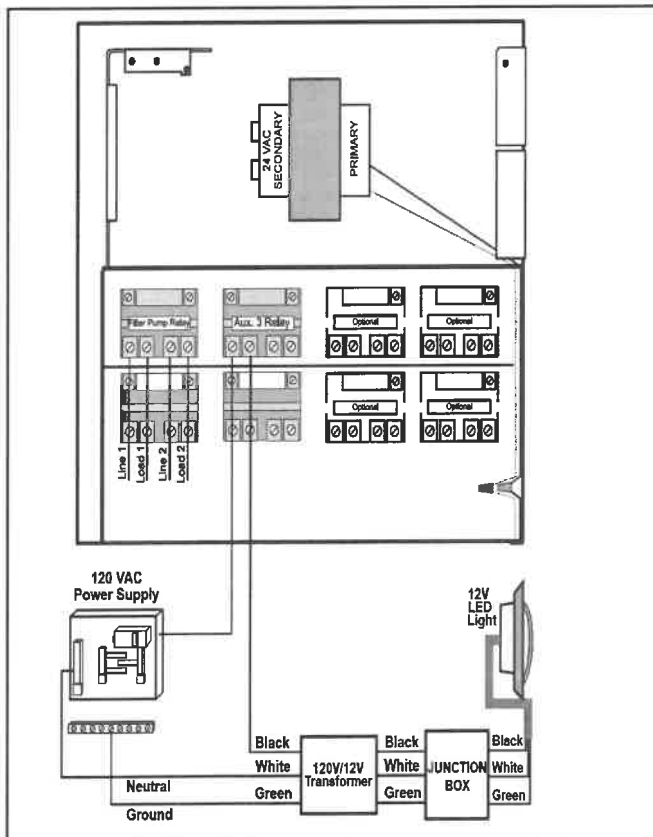 24 VAC
SECONDARY
PRIMARY
Filter Pump Relay
Aux. 3 Relay
Optional
Optional
Optional
Optional
Line 1
Load 1
Line 2
Load 2
120 VAC
Power Supply
12V
LED
Light
Black
White
Green
Neutral
Ground
120V/12V
Transformer
Black
White
Green
JUNCTION
BOX
Black
White
Green